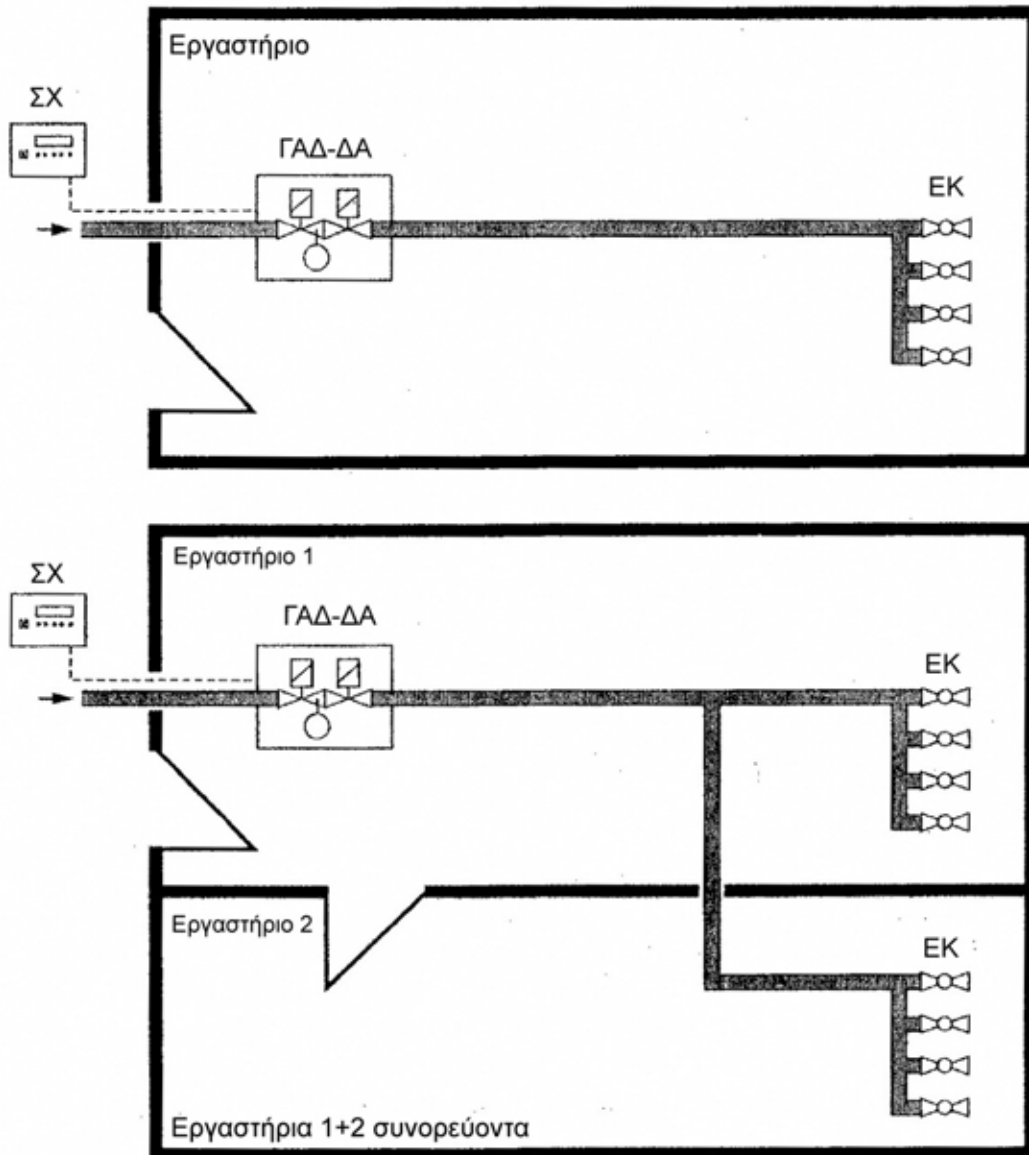 Εργαστήριο
ΣΧ
ΓΑΔ-ΔΑ
ΕΚ
Εργαστήριο 1
ΣΧ
ΓΑΔ-ΔΑ
ΕΚ
Εργαστήριο 2
ΕΚ
Εργαστήρια 1+2 συνορεύοντα